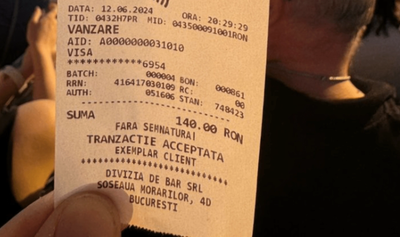 DATA: 12.06.2024 ORA: 20:29:29
TID: 0432H7PR MID: 043500091001RON
VANZARE
AID: A0000000031010
VISA
************6954
BATCH: 000004 BON: 000861
RRN: 416417030109 RC: 00
AUTH: 051606 STAN: 748423
SUMA 140.00 RON
FARA SEMNATURA!
TRANZACTIE ACCEPTATA
EXEMPLAR CLIENT
DIVIZIA DE BAR SRL
SOSEAUA MORARILOR, 4D
BUCURESTI